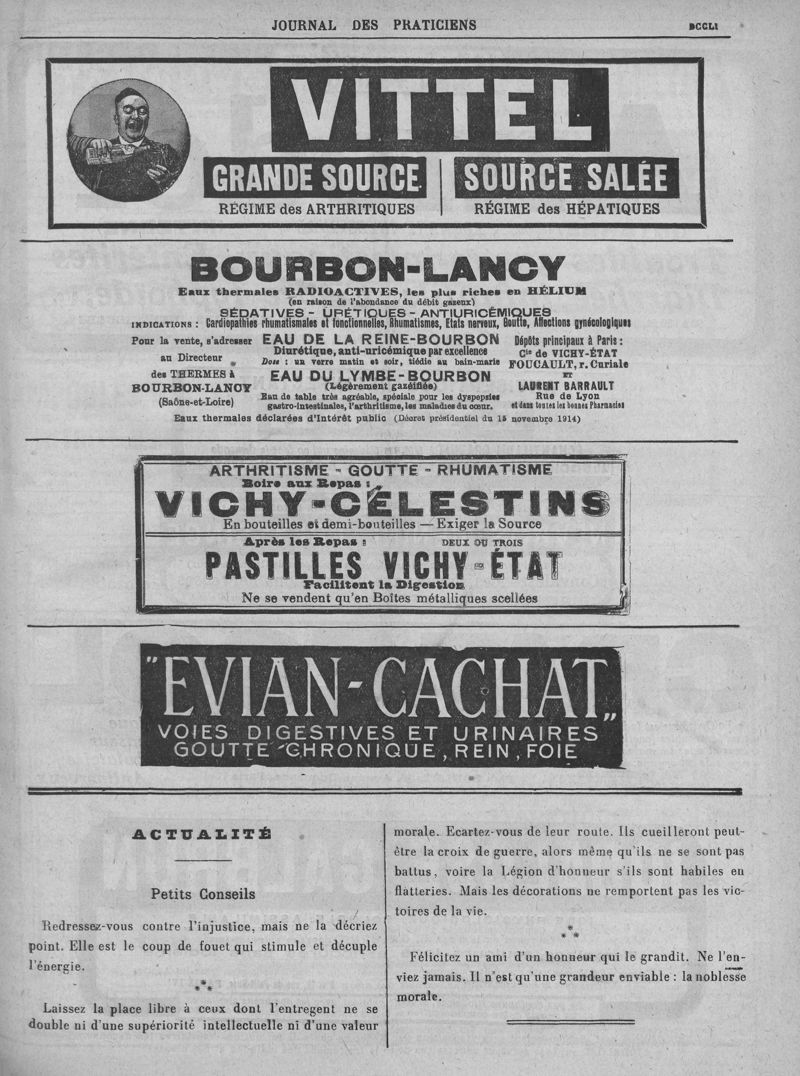 JOURNAL DES PRATICIENS
DCCLI
VITTEL
GRANDE SOURCE
RÉGIME des ARTHRITIQUES
SOURCE SALÉE
RÉGIME des HÉPATIQUES
BOURBON-LANCY
Eaux thermales RADIOACTIVES, les plus riches en HÉLIUM
(en raison de l'abondance du débit gazeux)
SÉDATIVES - URÉTIQUES - ANTIURICÉMIQUES
INDICATIONS : Cardiopathies rhumatismales et fonctionnelles, Rhumatismes, Etats nerveux, Goutte, Affections gynécologiques
Pour la vente, s'adresser
au Directeur
des THERMES à
BOURBON-LANCY
(Saône-et-Loire)
EAU DE LA REINE-BOURBON
Diurétique, anti-uricémique par excellence
Dose : un verre matin et soir, tiédie au bain-marie
EAU DU LYMBE-BOURBON
(Légèrement gazéifiée)
Eau de table très agréable, spéciale pour les dyspepsies
gastro-intestinales, l'arthritisme, les maladies du cœur.
Dépôts principaux à Paris :
Cie de VICHY-ÉTAT
FOUCAULT, r. Curiale
ET
LAURENT BARRAULT
Rue de Lyon
et dans toutes les bonnes Pharmacies
Eaux thermales déclarées d'Intérêt public (Décret présidentiel du 15 novembre 1914)
ARTHRITISME - GOUTTE - RHUMATISME
Boire aux Repas :
VICHY-CÉLESTINS
En bouteilles et demi-bouteilles — Exiger la Source
Après les Repas : DEUX OU TROIS
PASTILLES VICHY-ÉTAT
Facilitent la Digestion
Ne se vendent qu'en Boîtes métalliques scellées
"EVIAN-CACHAT"
VOIES DIGESTIVES ET URINAIRES
GOUTTE CHRONIQUE, REIN, FOIE
ACTUALITÉ
Petits Conseils
Redressez-vous contre l'injustice, mais ne la décriez
point. Elle est le coup de fouet qui stimule et décuple
l'énergie.
***
Laissez la place libre à ceux dont l'entregent ne se
double ni d'une supériorité intellectuelle ni d'une valeur
morale. Ecartez-vous de leur route. Ils cueilleront peut-
être la croix de guerre, alors même qu'ils ne se sont pas
battus, voire la Légion d'honneur s'ils sont habiles en
flatteries. Mais les décorations ne remportent pas les vic-
toires de la vie.
***
Félicitez un ami d'un honneur qui le grandit. Ne l'en-
viez jamais. Il n'est qu'une grandeur enviable : la noblesse
morale.